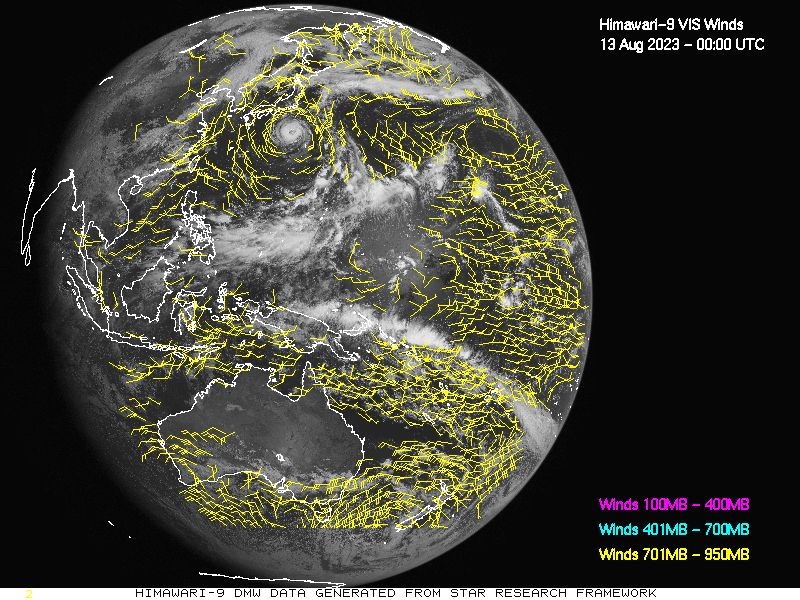 Himawari-9 VIS Winds
13 Aug 2023 - 00:00 UTC
Winds 100MB - 400MB
Winds 401MB - 700MB
Winds 701MB - 950MB
2
HIMAWARI-9 DMW DATA GENERATED FROM STAR RESEARCH FRAMEWORK